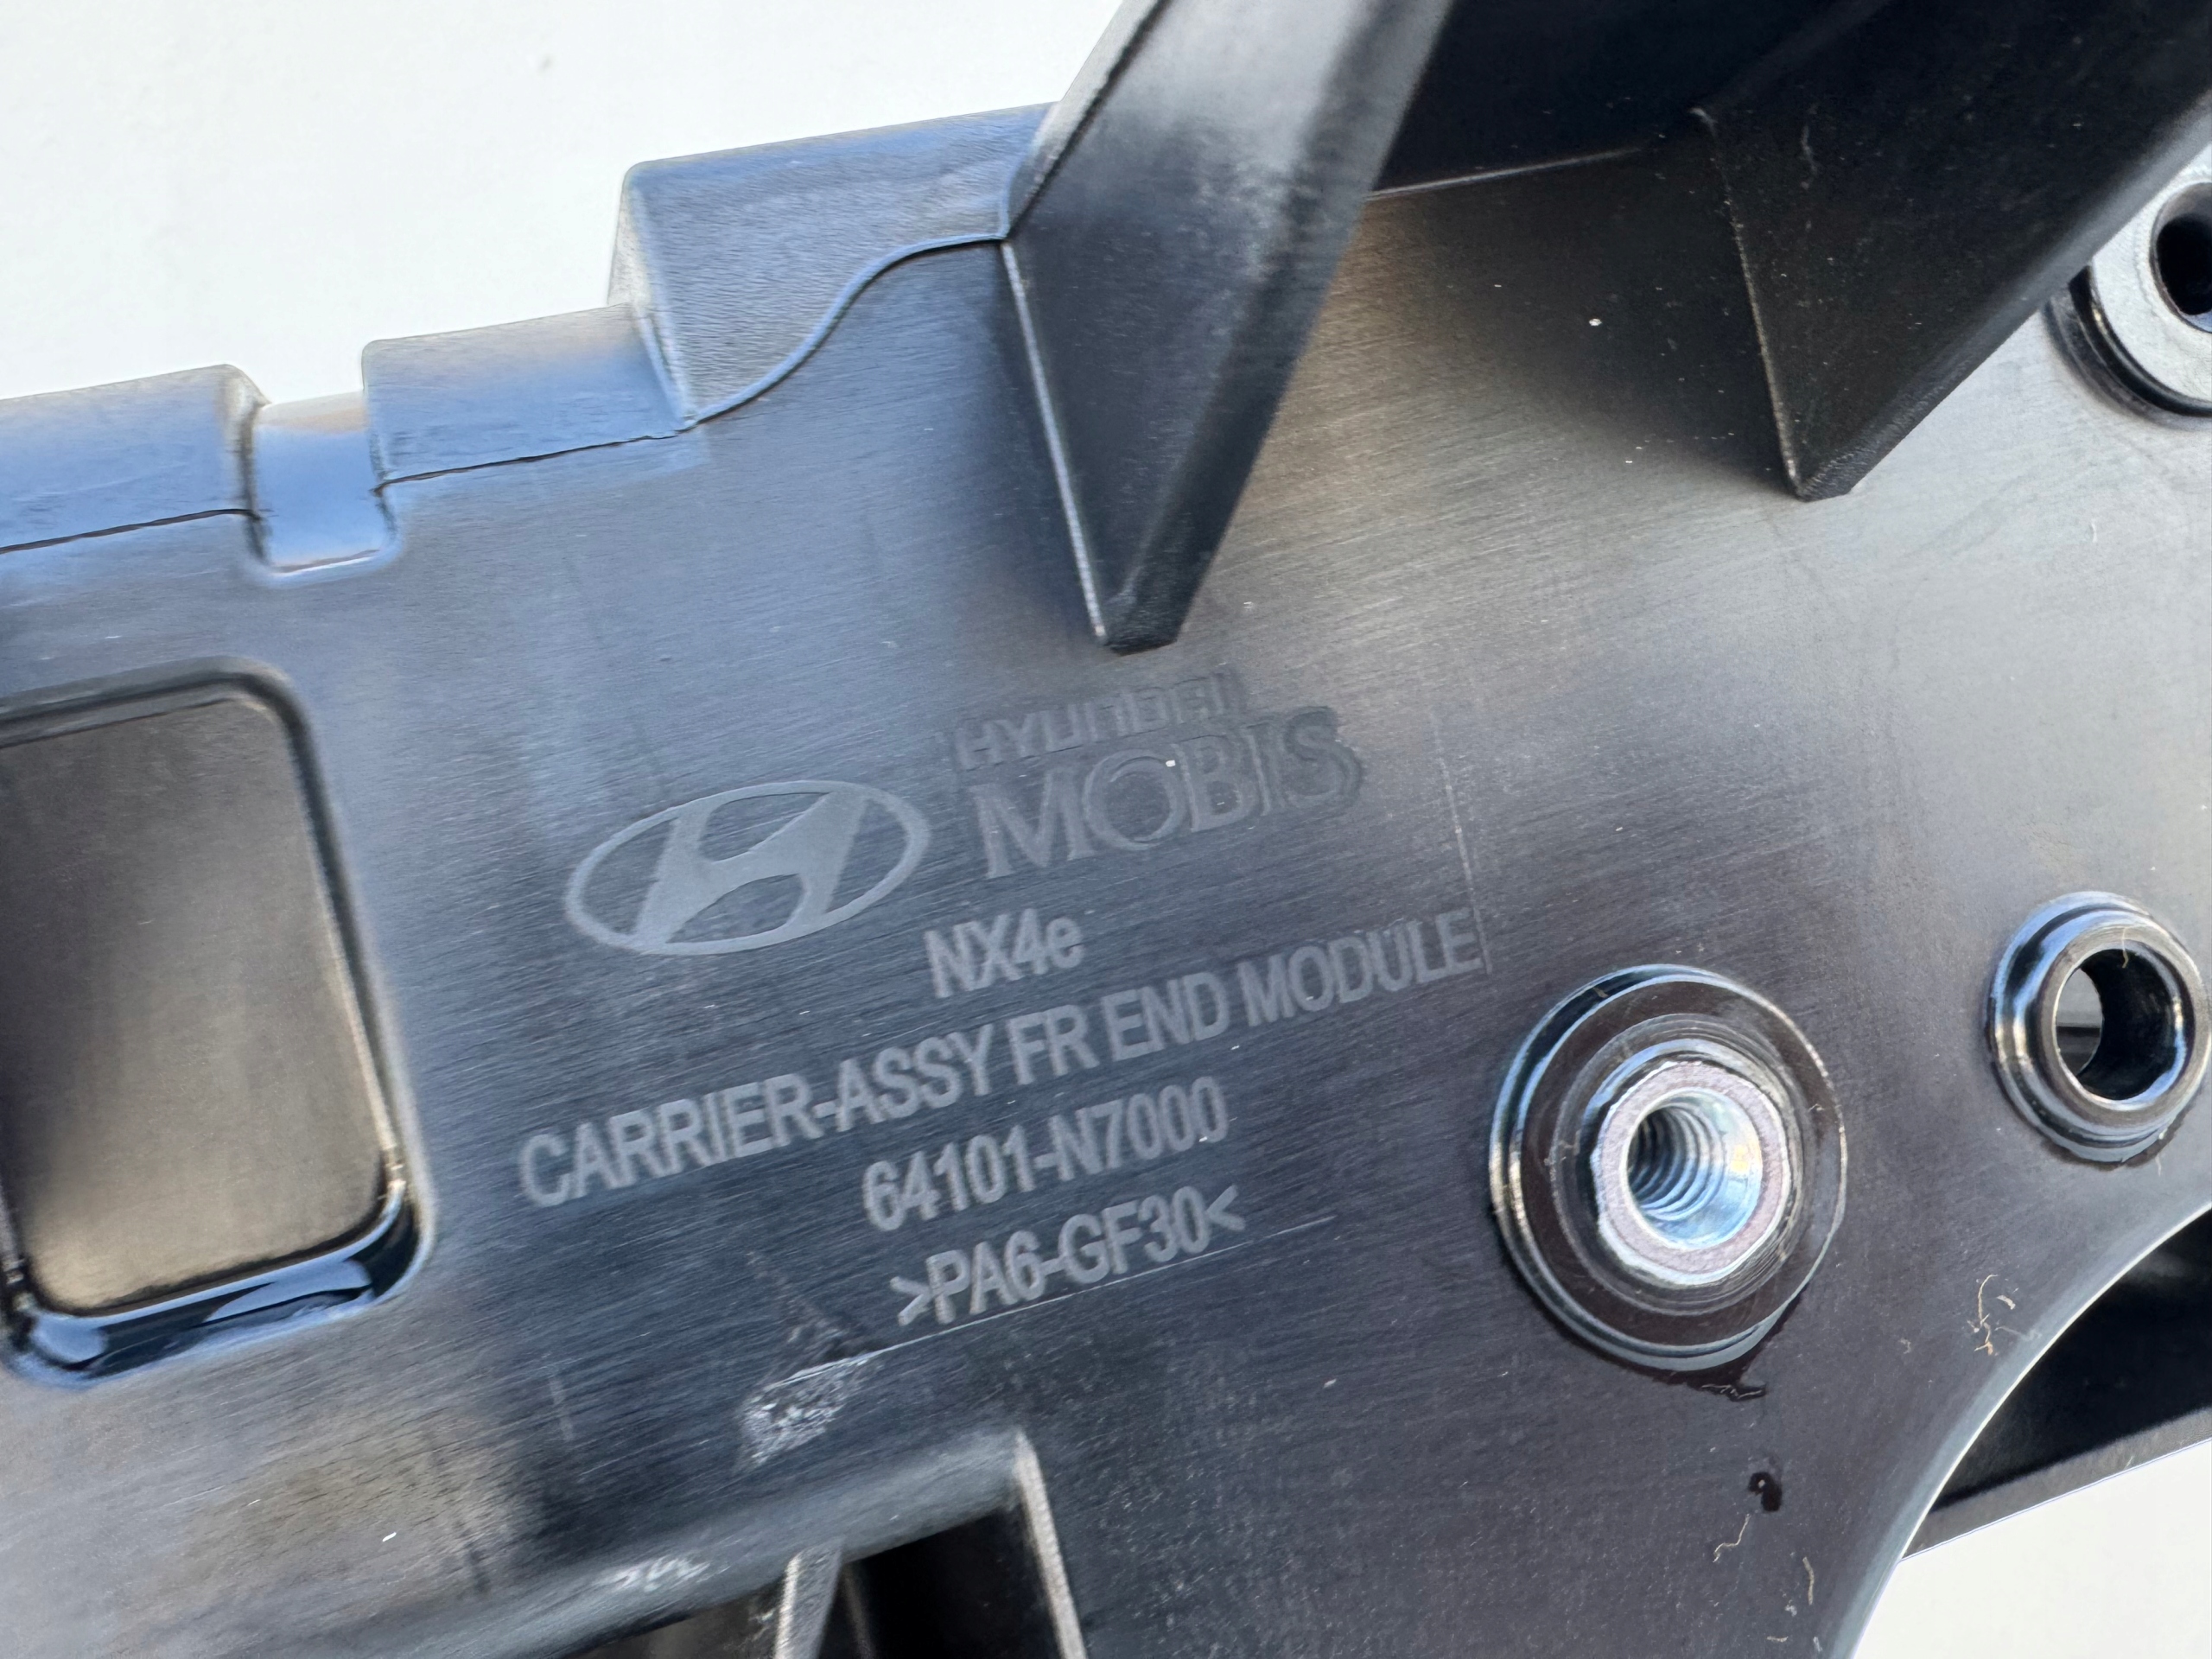 HYUNDAI
MOBIS
NX4e
CARRIER-ASSY FR END MODULE
64101-N7000
>PA6-GF30<